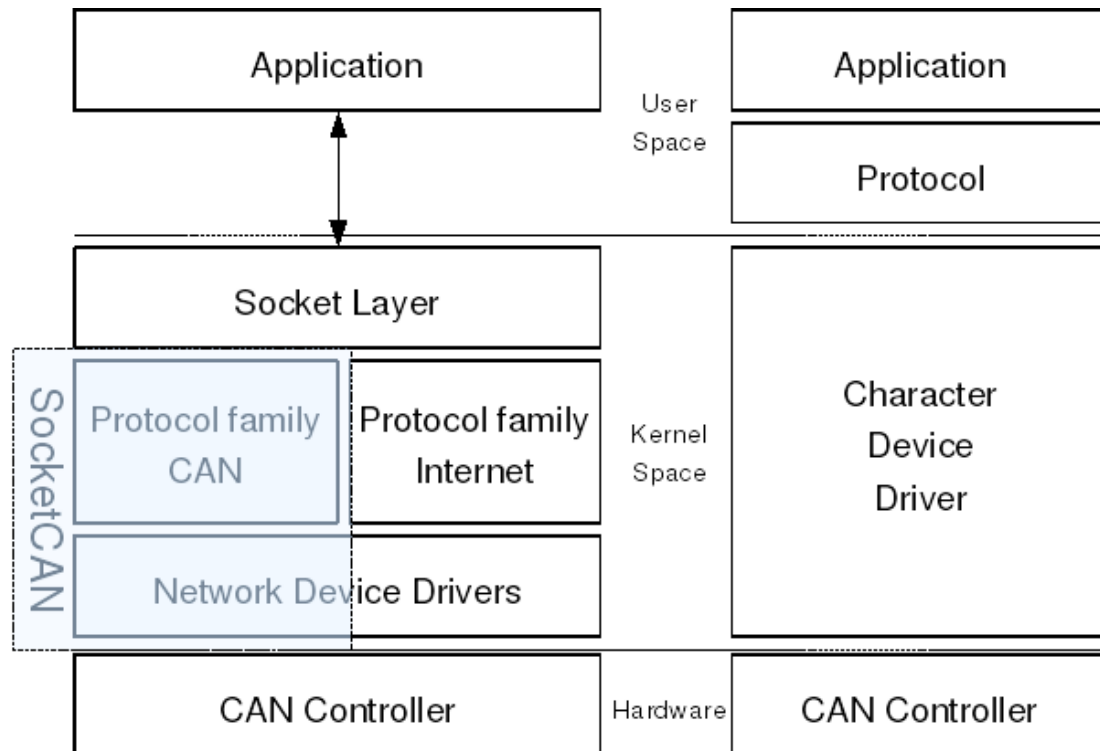 Application
User
Space
Application
Protocol
Socket Layer
SocketCAN
Protocol family
CAN
Protocol family
Internet
Network Device Drivers
Kernel
Space
Character
Device
Driver
CAN Controller
Hardware
CAN Controller